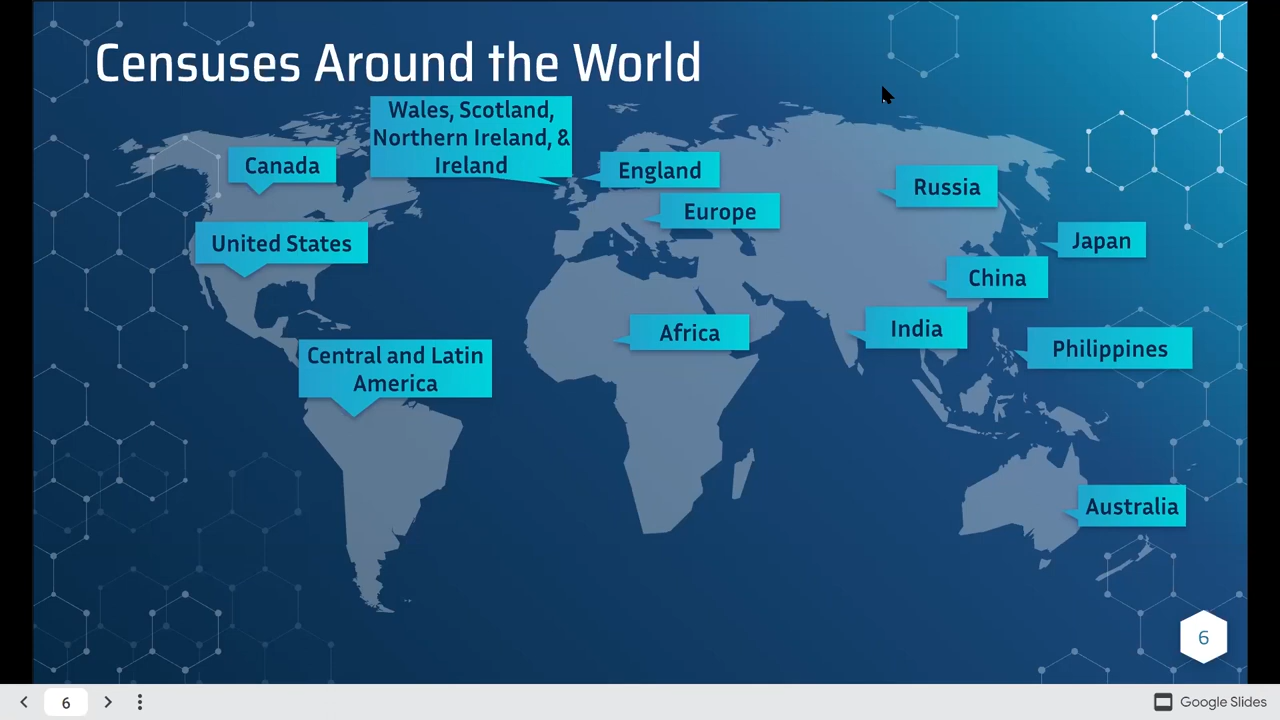 Censuses Around the World
Wales, Scotland,
Northern Ireland, &
Ireland
Canada
England
Russia
Europe
United States
Japan
China
India
Africa
Philippines
Central and Latin
America
Australia
6
6
Google Slides